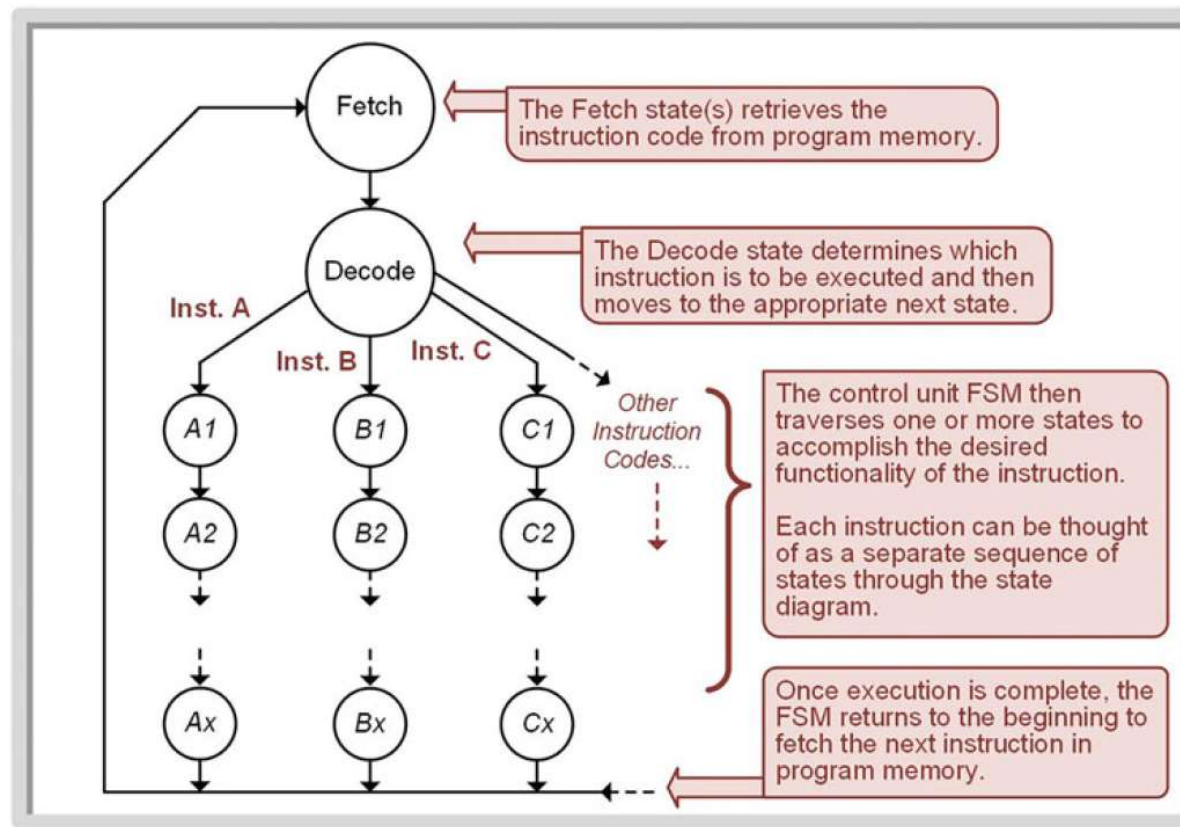 Fetch
The Fetch state(s) retrieves the
instruction code from program memory.
Decode
The Decode state determines which
instruction is to be executed and then
moves to the appropriate next state.
Inst. A
Inst. B
Inst. C
A1
B1
C1
Other
Instruction
Codes...
A2
B2
C2
The control unit FSM then
traverses one or more states to
accomplish the desired
functionality of the instruction.
Each instruction can be thought
of as a separate sequence of
states through the state
diagram.
Ax
Bx
Cx
Once execution is complete, the
FSM returns to the beginning to
fetch the next instruction in
program memory.